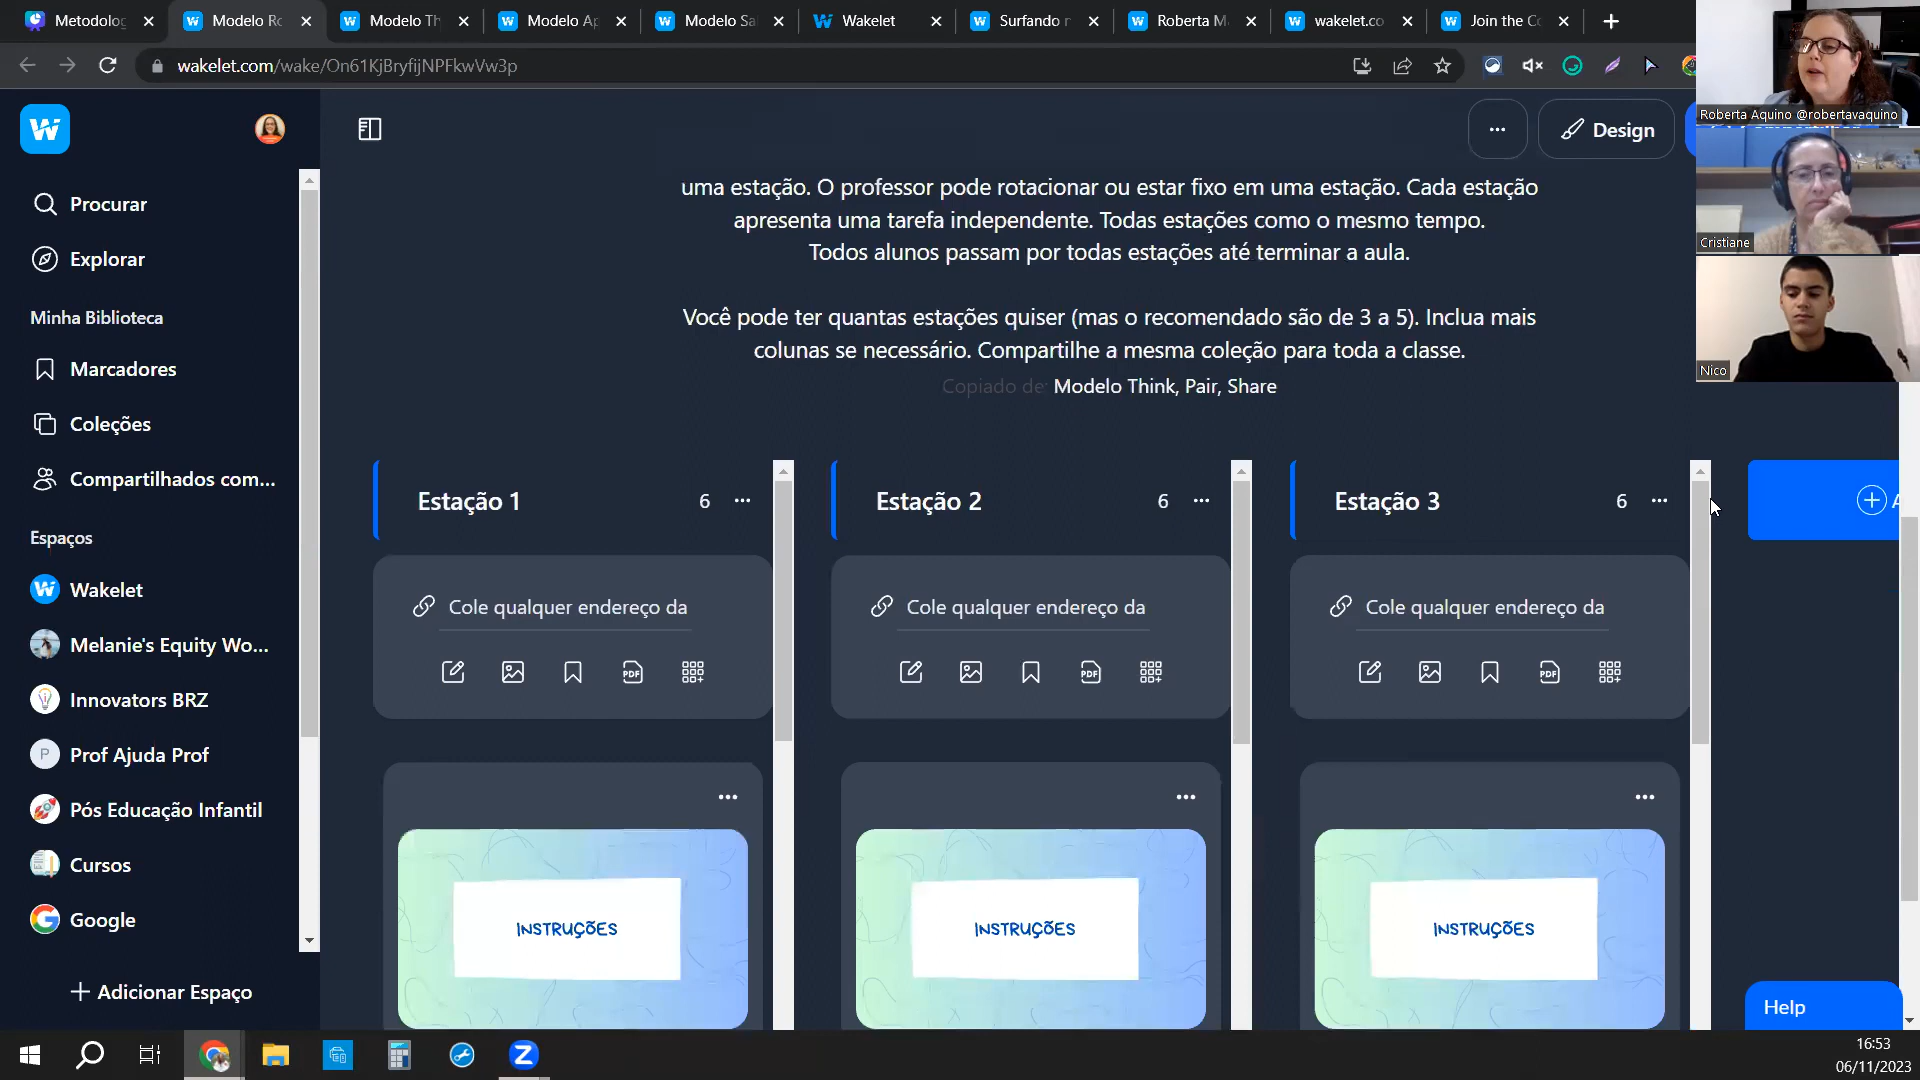 Metodolog
Modelo Ro
Modelo Th
Modelo Ap
Modelo Sa
Wakelet
Surfando n
Roberta M
wakelet.co
Join the Co
wakelet.com/wake/On61KjBryfijNPFkwVw3p
Procurar
Explorar
Minha Biblioteca
Marcadores
Coleções
Compartilhados com...
Espaços
Wakelet
Melanie's Equity Wo...
Innovators BRZ
P Prof Ajuda Prof
Pós Educação Infantil
Cursos
Google
Adicionar Espaço
Design
uma estação. O professor pode rotacionar ou estar fixo em uma estação. Cada estação
apresenta uma tarefa independente. Todas estações como o mesmo tempo.
Todos alunos passam por todas estações até terminar a aula.
Você pode ter quantas estações quiser (mas o recomendado são de 3 a 5). Inclua mais
colunas se necessário. Compartilhe a mesma coleção para toda a classe.
Copiado de: Modelo Think, Pair, Share
Estação 1 6
Estação 2 6
Estação 3 6
A
Cole qualquer endereço da
Cole qualquer endereço da
Cole qualquer endereço da
PDF
PDF
PDF
INSTRUÇÕES
INSTRUÇÕES
INSTRUÇÕES
Help
Roberta Aquino @robertavaquino
Cristiane
Nico
16:53
06/11/2023